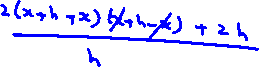 2(x+h+x)(x+h-x) + 2h
h